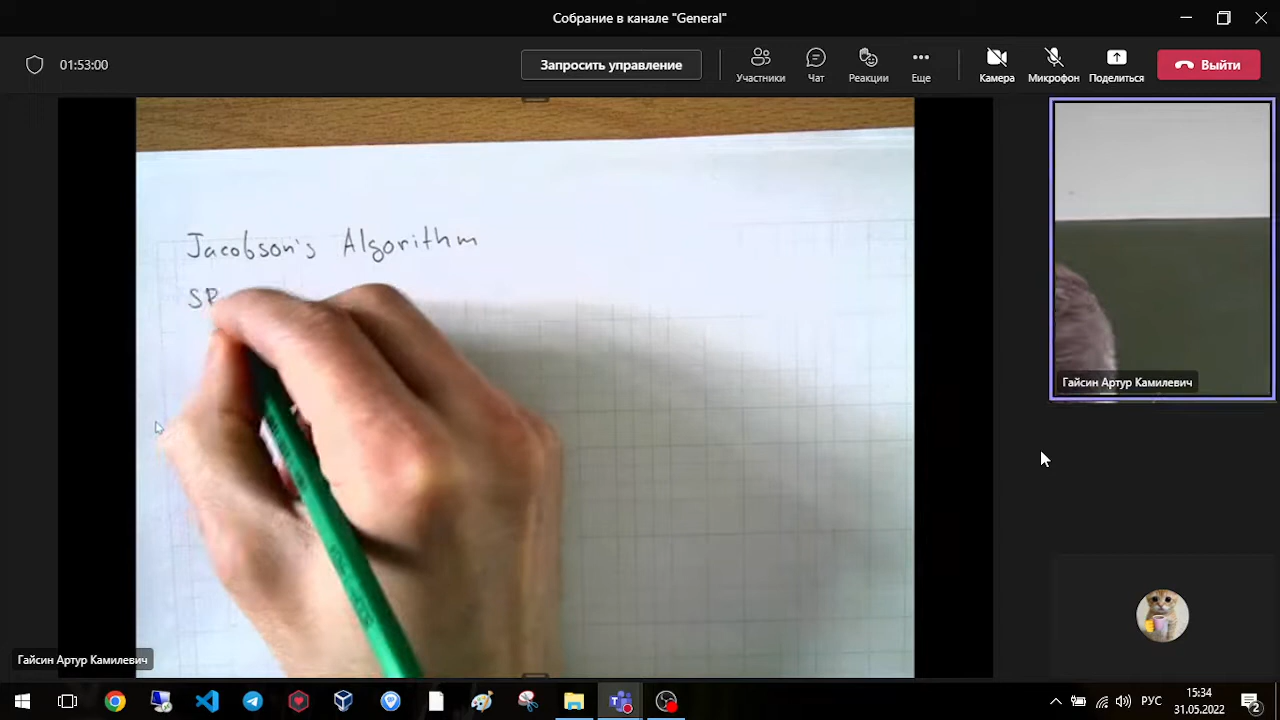 Собрание в канале "General"
01:53:00
Запросить управление
Участники
Чат
Реакции
Еще
Камера
Микрофон
Поделиться
Выйти
Jacobson's Algorithm
Гайсин Артур Камилевич
Гайсин Артур Камилевич
РУС
15:34
31.05.2022
2